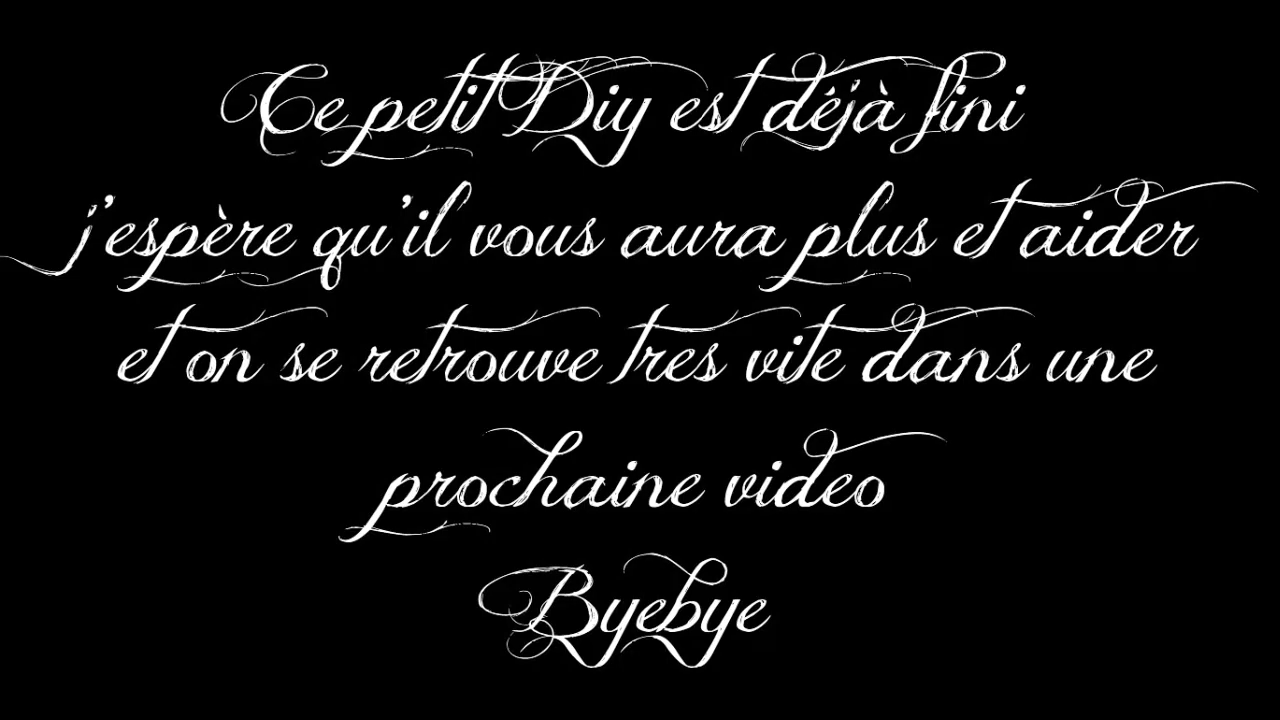 Ce petit Diy est déjà fini
j'espère qu'il vous aura plus et aider
et on se retrouve tres vite dans une
prochaine video
Byebye